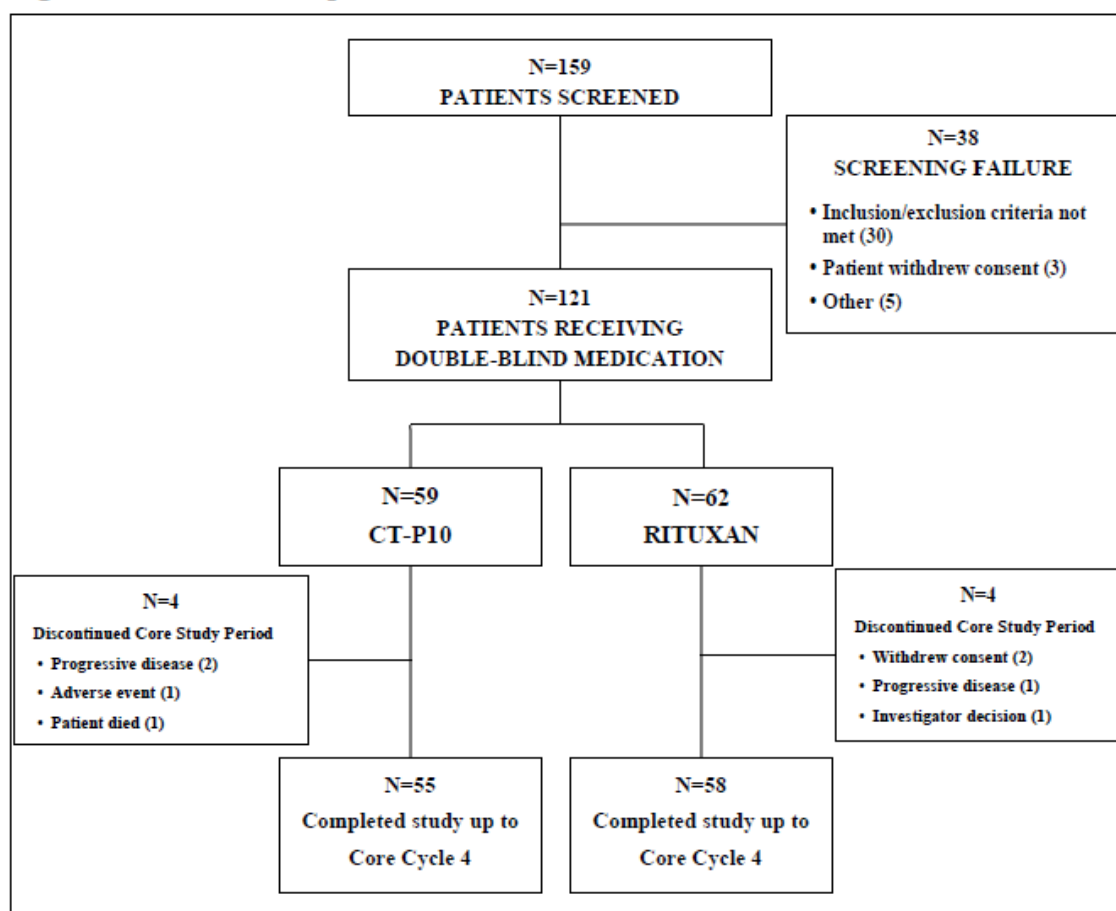 N=159
PATIENTS SCREENED
N=38
SCREENING FAILURE
• Inclusion/exclusion criteria not
met (30)
• Patient withdrew consent (3)
• Other (5)
N=121
PATIENTS RECEIVING
DOUBLE-BLIND MEDICATION
N=59
CT-P10
N=62
RITUXAN
N=4
Discontinued Core Study Period
• Progressive disease (2)
• Adverse event (1)
• Patient died (1)
N=4
Discontinued Core Study Period
• Withdrew consent (2)
• Progressive disease (1)
• Investigator decision (1)
N=55
Completed study up to
Core Cycle 4
N=58
Completed study up to
Core Cycle 4